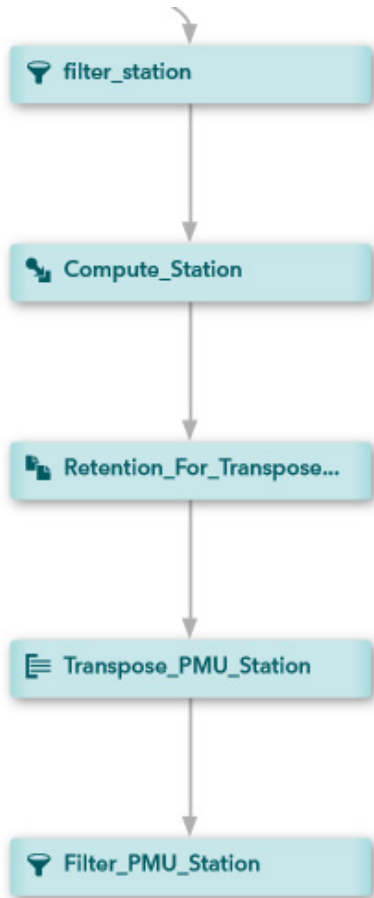 filter_station
Compute_Station
Retention_For_Transpose...
Transpose_PMU_Station
Filter_PMU_Station